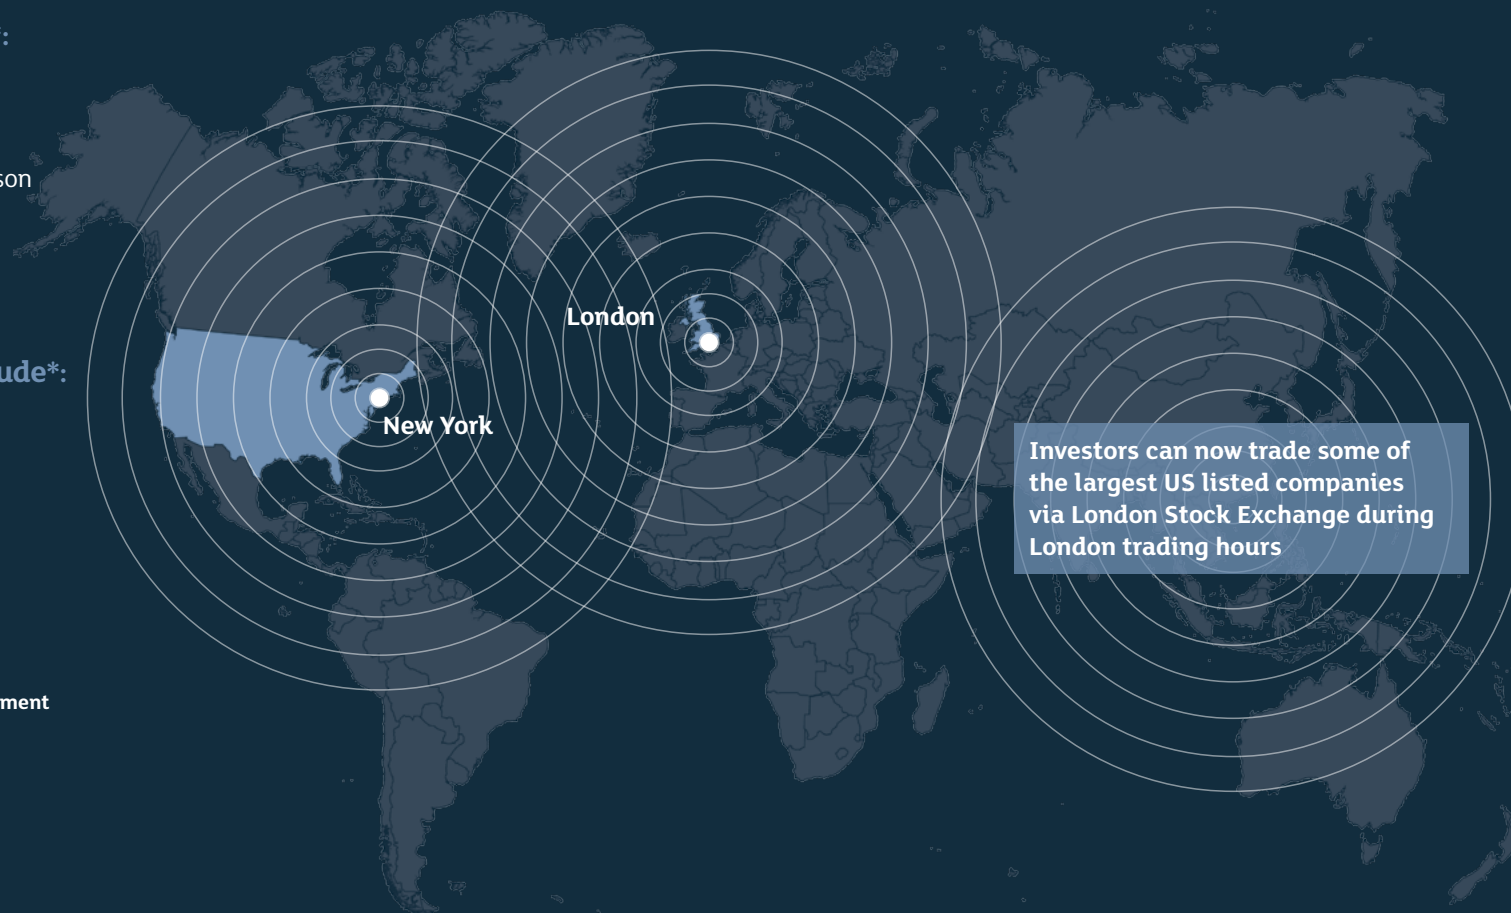 :
son
London
ude*:
New York
Investors can now trade some of
the largest US listed companies
via London Stock Exchange during
London trading hours
ment